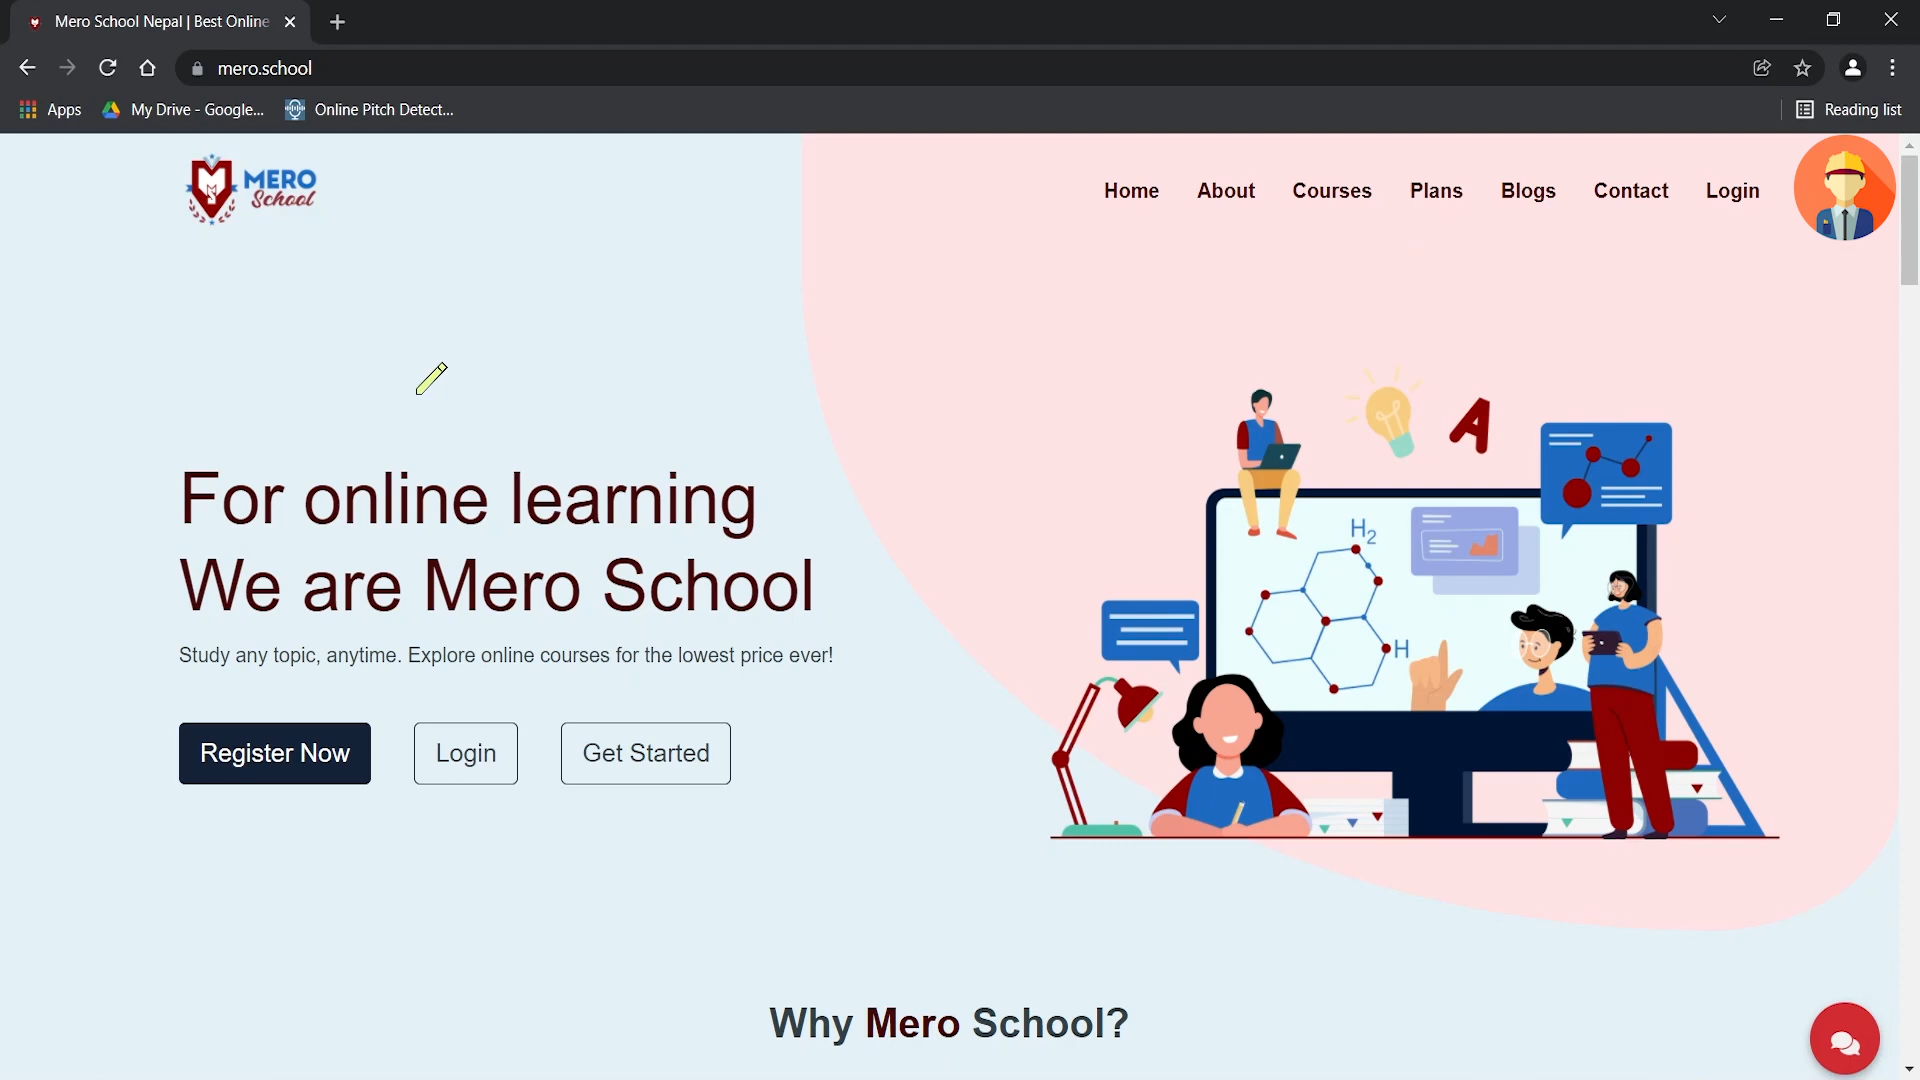 Mero School Nepal | Best Online
mero.school
Apps
My Drive - Google...
Online Pitch Detect...
Reading list
MERO
School
Home
About
Courses
Plans
Blogs
Contact
Login
For online learning
We are Mero School
Study any topic, anytime. Explore online courses for the lowest price ever!
Register Now
Login
Get Started
A
H2
H
Why Mero School?